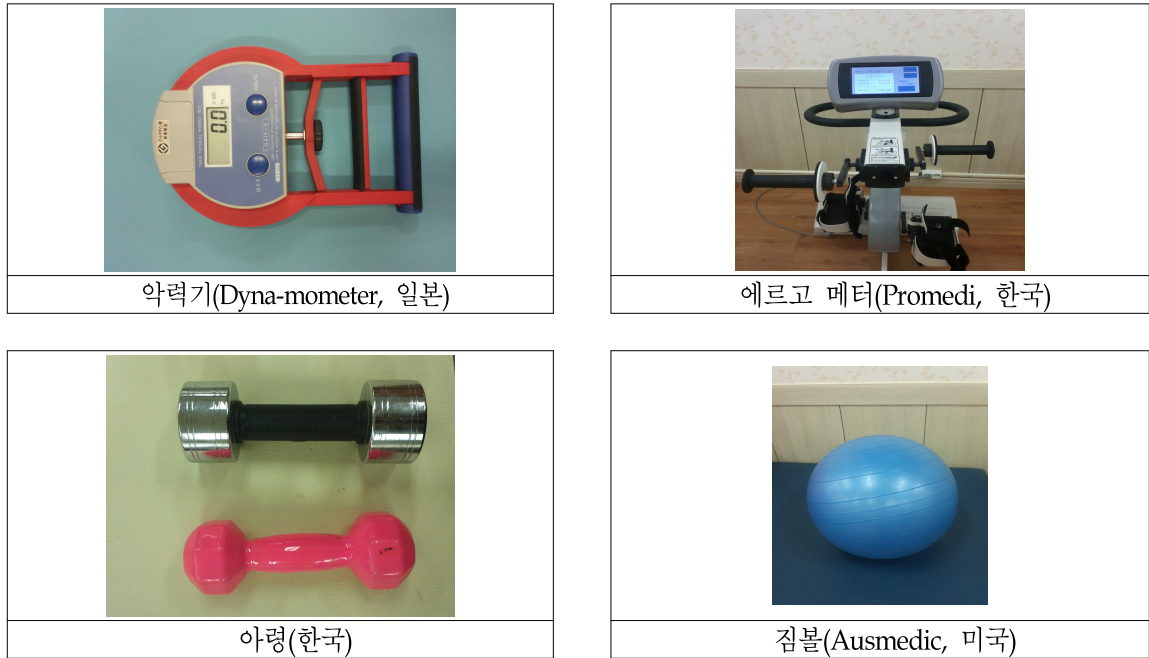 0.0
악력기(Dyna-mometer, 일본)
에르고 메터(Promedi, 한국)
아령(한국)
짐볼(Ausmedic, 미국)